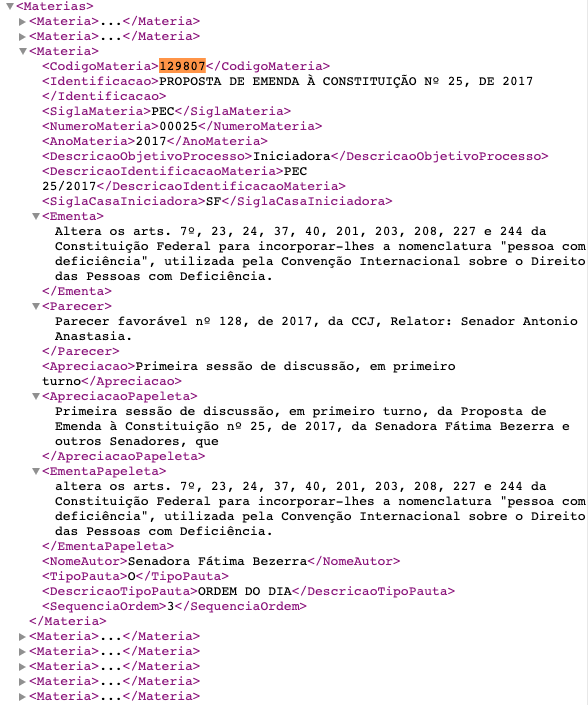 ▼<Materias>
▶<Materia>...</Materia>
▶<Materia>...</Materia>
▼<Materia>
<CodigoMateria>129807</CodigoMateria>
<Identificacao>PROPOSTA DE EMENDA À CONSTITUIÇÃO Nº 25, DE 2017
</Identificacao>
<SiglaMateria>PEC</SiglaMateria>
<NumeroMateria>00025</NumeroMateria>
<AnoMateria>2017</AnoMateria>
<DescricaoObjetivoProcesso>Iniciadora</DescricaoObjetivoProcesso>
<DescricaoIdentificacaoMateria>PEC
25/2017</DescricaoIdentificacaoMateria>
<SiglaCasaIniciadora>SF</SiglaCasaIniciadora>
▼<Ementa>
Altera os arts. 7º, 23, 24, 37, 40, 201, 203, 208, 227 e 244 da
Constituição Federal para incorporar-lhes a nomenclatura "pessoa com
deficiência", utilizada pela Convenção Internacional sobre o Direito
das Pessoas com Deficiência.
</Ementa>
▼<Parecer>
Parecer favorável nº 128, de 2017, da CCJ, Relator: Senador Antonio
Anastasia.
</Parecer>
<Apreciacao>Primeira sessão de discussão, em primeiro
turno</Apreciacao>
▼<ApreciacaoPapeleta>
Primeira sessão de discussão, em primeiro turno, da Proposta de
Emenda à Constituição nº 25, de 2017, da Senadora Fátima Bezerra e
outros Senadores, que
</ApreciacaoPapeleta>
▼<EmentaPapeleta>
altera os arts. 7º, 23, 24, 37, 40, 201, 203, 208, 227 e 244 da
Constituição Federal para incorporar-lhes a nomenclatura "pessoa com
deficiência", utilizada pela Convenção Internacional sobre o Direito
das Pessoas com Deficiência.
</EmentaPapeleta>
<NomeAutor>Senadora Fátima Bezerra</NomeAutor>
<TipoPauta>O</TipoPauta>
<DescricaoTipoPauta>ORDEM DO DIA</DescricaoTipoPauta>
<SequenciaOrdem>3</SequenciaOrdem>
</Materia>
▶<Materia>...</Materia>
▶<Materia>...</Materia>
▶<Materia>...</Materia>
▶<Materia>...</Materia>
▶<Materia>...</Materia>